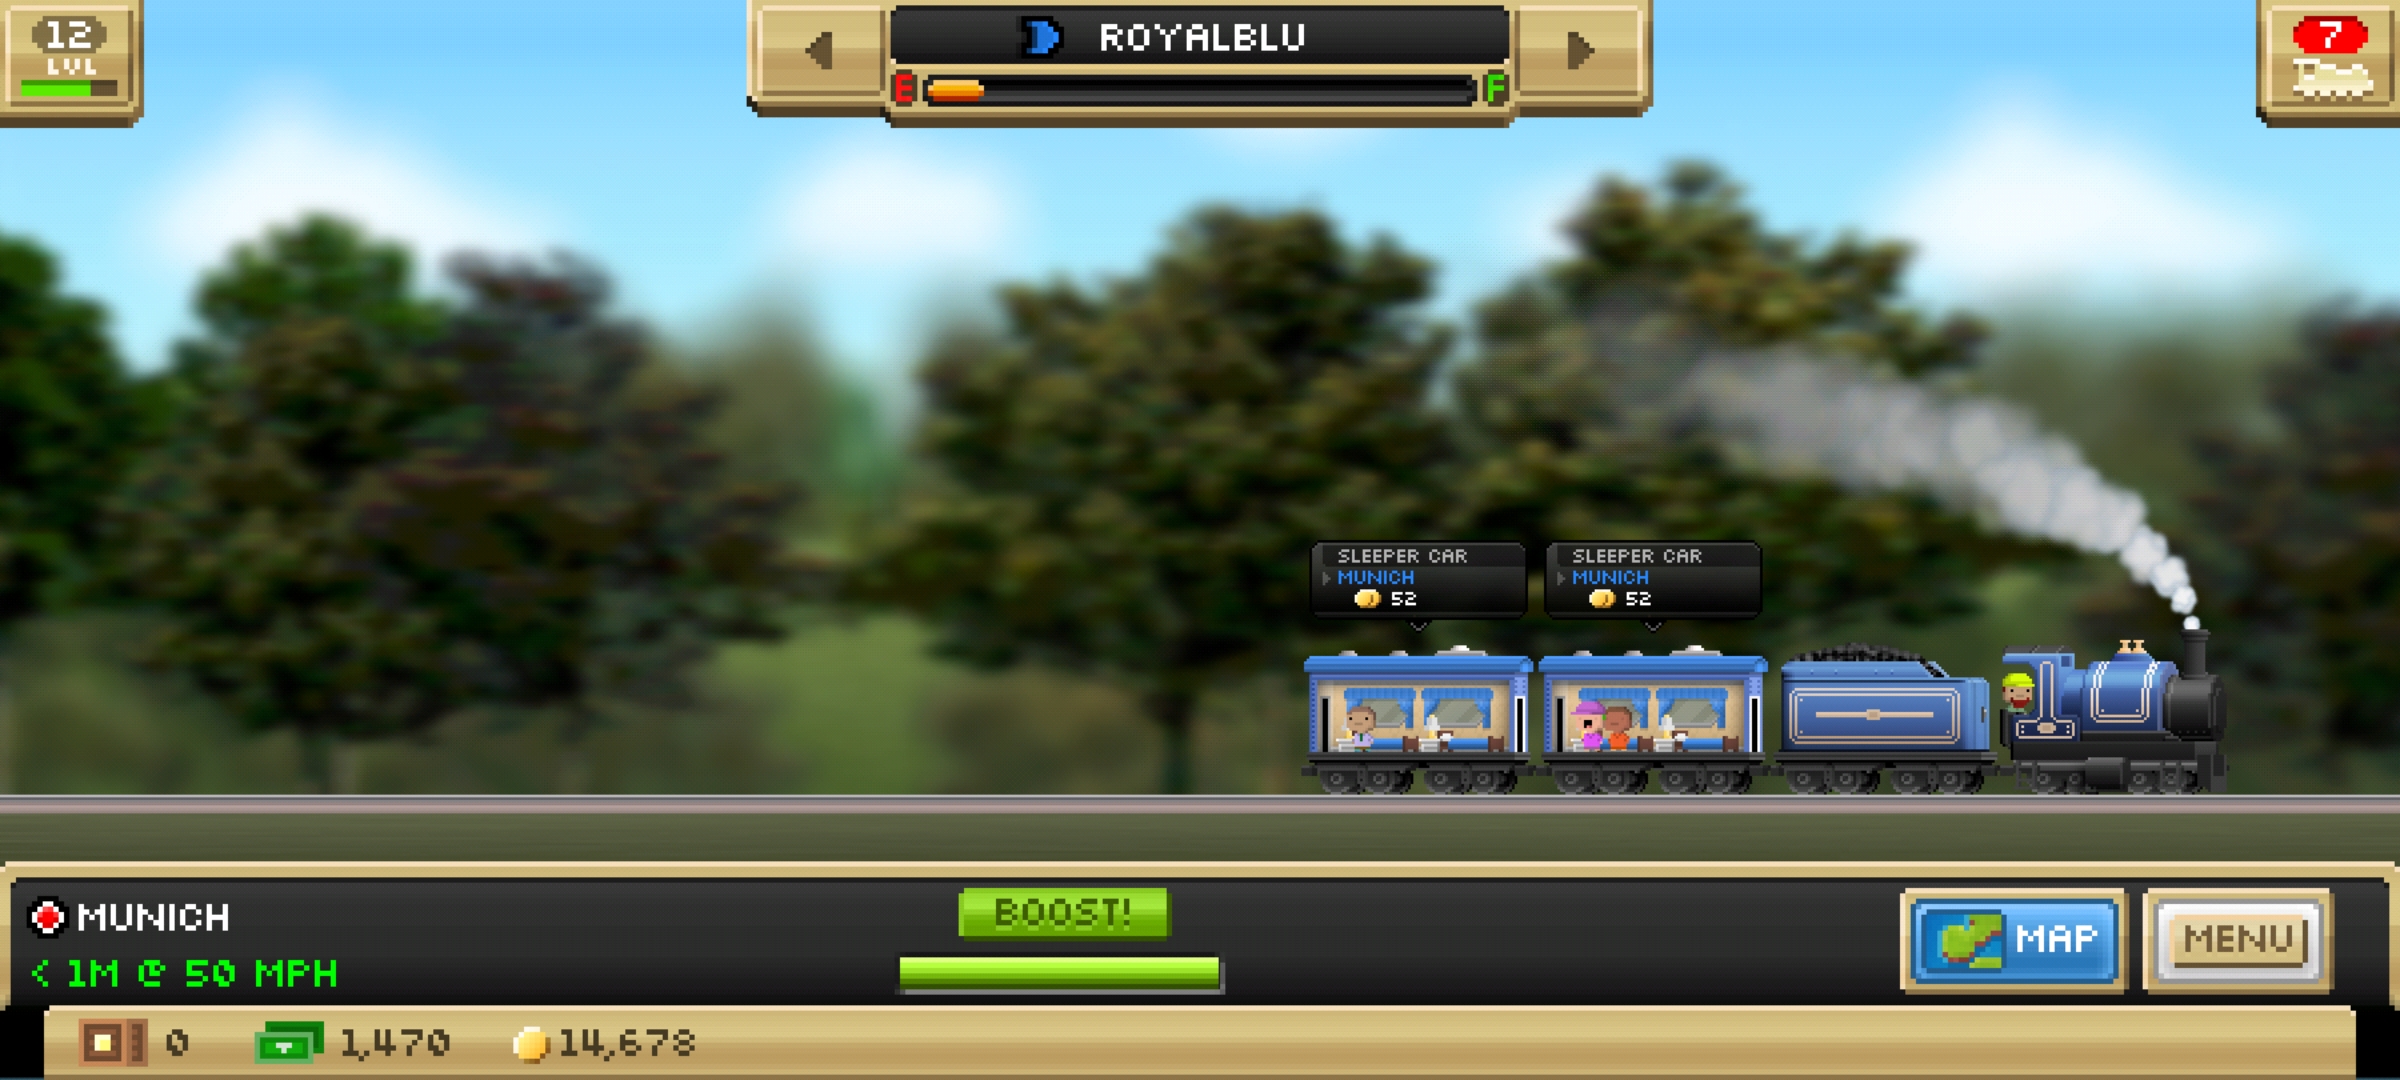 12
LVL
ROYALBLU
E
F
7
SLEEPER CAR
MUNICH
52
SLEEPER CAR
MUNICH
52
MUNICH
< 1M @ 50 MPH
BOOST!
MAP
MENU
0
1,470
14,678